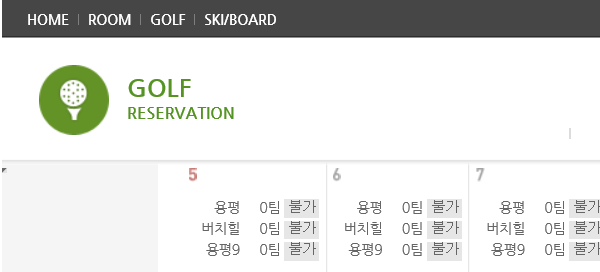 HOME ROOM GOLF SKI/BOARD
GOLF
RESERVATION
5 6 7
용평 0팀 불가 용평 0팀 불가 용평 0팀 불가
버치힐 0팀 불가 버치힐 0팀 불가 버치힐 0팀 불가
용평9 0팀 불가 용평9 0팀 불가 용평9 0팀 불가